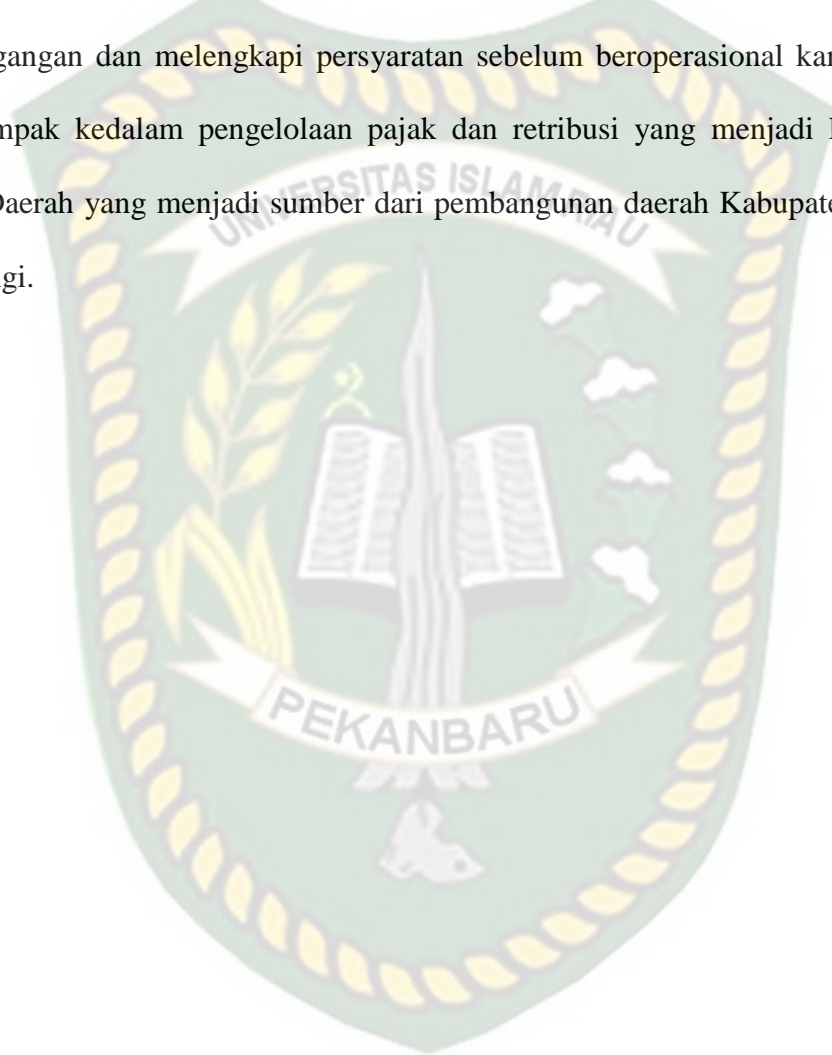 gangan dan melengkapi persyaratan sebelum beroperasional kar
mpak kedalam pengelolaan pajak dan retribusi yang menjadi
Daerah yang menjadi sumber dari pembangunan daerah Kabupate
gi.
UNIVERSITAS ISLAM RIAU
PEKANBARU